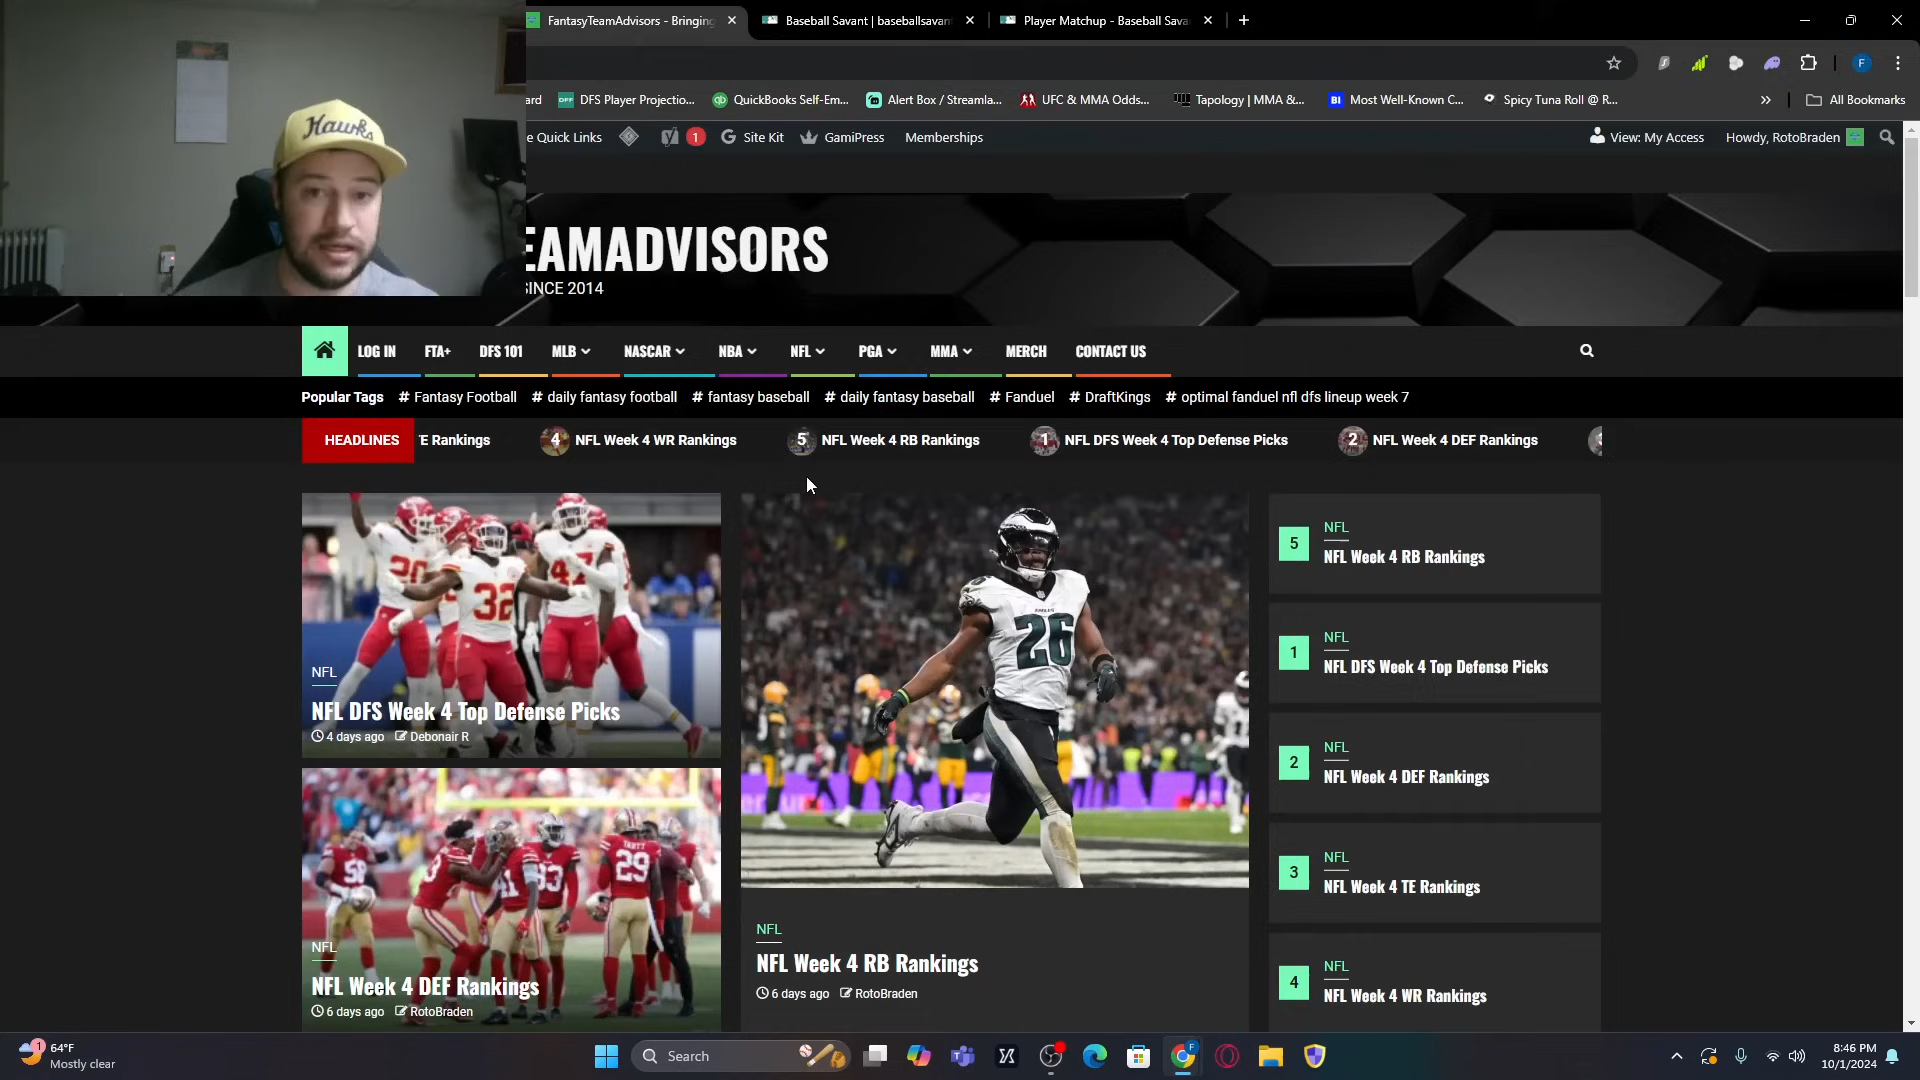 FantasyTeamAdvisors - Bringing
Baseball Savant | baseballsavan
Player Matchup - Baseball Sava
ard
DFS Player Projectio...
QuickBooks Self-Em...
Alert Box / Streamla...
UFC & MMA Odds...
Tapology | MMA &...
Most Well-Known C...
Spicy Tuna Roll @ R...
All Bookmarks
e Quick Links
1
Site Kit
GamiPress
Memberships
View: My Access
Howdy, RotoBraden
Hawks
EAMADVISORS
SINCE 2014
LOG IN
FTA+
DFS 101
MLB
NASCAR
NBA
NFL
PGA
MMA
MERCH
CONTACT US
Popular Tags
# Fantasy Football
# daily fantasy football
# fantasy baseball
# daily fantasy baseball
# Fanduel
# DraftKings
# optimal fanduel nfl dfs lineup week 7
HEADLINES
E Rankings
4 NFL Week 4 WR Rankings
5 NFL Week 4 RB Rankings
1 NFL DFS Week 4 Top Defense Picks
2 NFL Week 4 DEF Rankings
NFL
NFL DFS Week 4 Top Defense Picks
4 days ago Debonair R
NFL
NFL Week 4 DEF Rankings
6 days ago RotoBraden
NFL
NFL Week 4 RB Rankings
6 days ago RotoBraden
5
NFL
NFL Week 4 RB Rankings
1
NFL
NFL DFS Week 4 Top Defense Picks
2
NFL
NFL Week 4 DEF Rankings
3
NFL
NFL Week 4 TE Rankings
4
NFL
NFL Week 4 WR Rankings
1
64°F
Mostly clear
Search
8:46 PM
10/1/2024